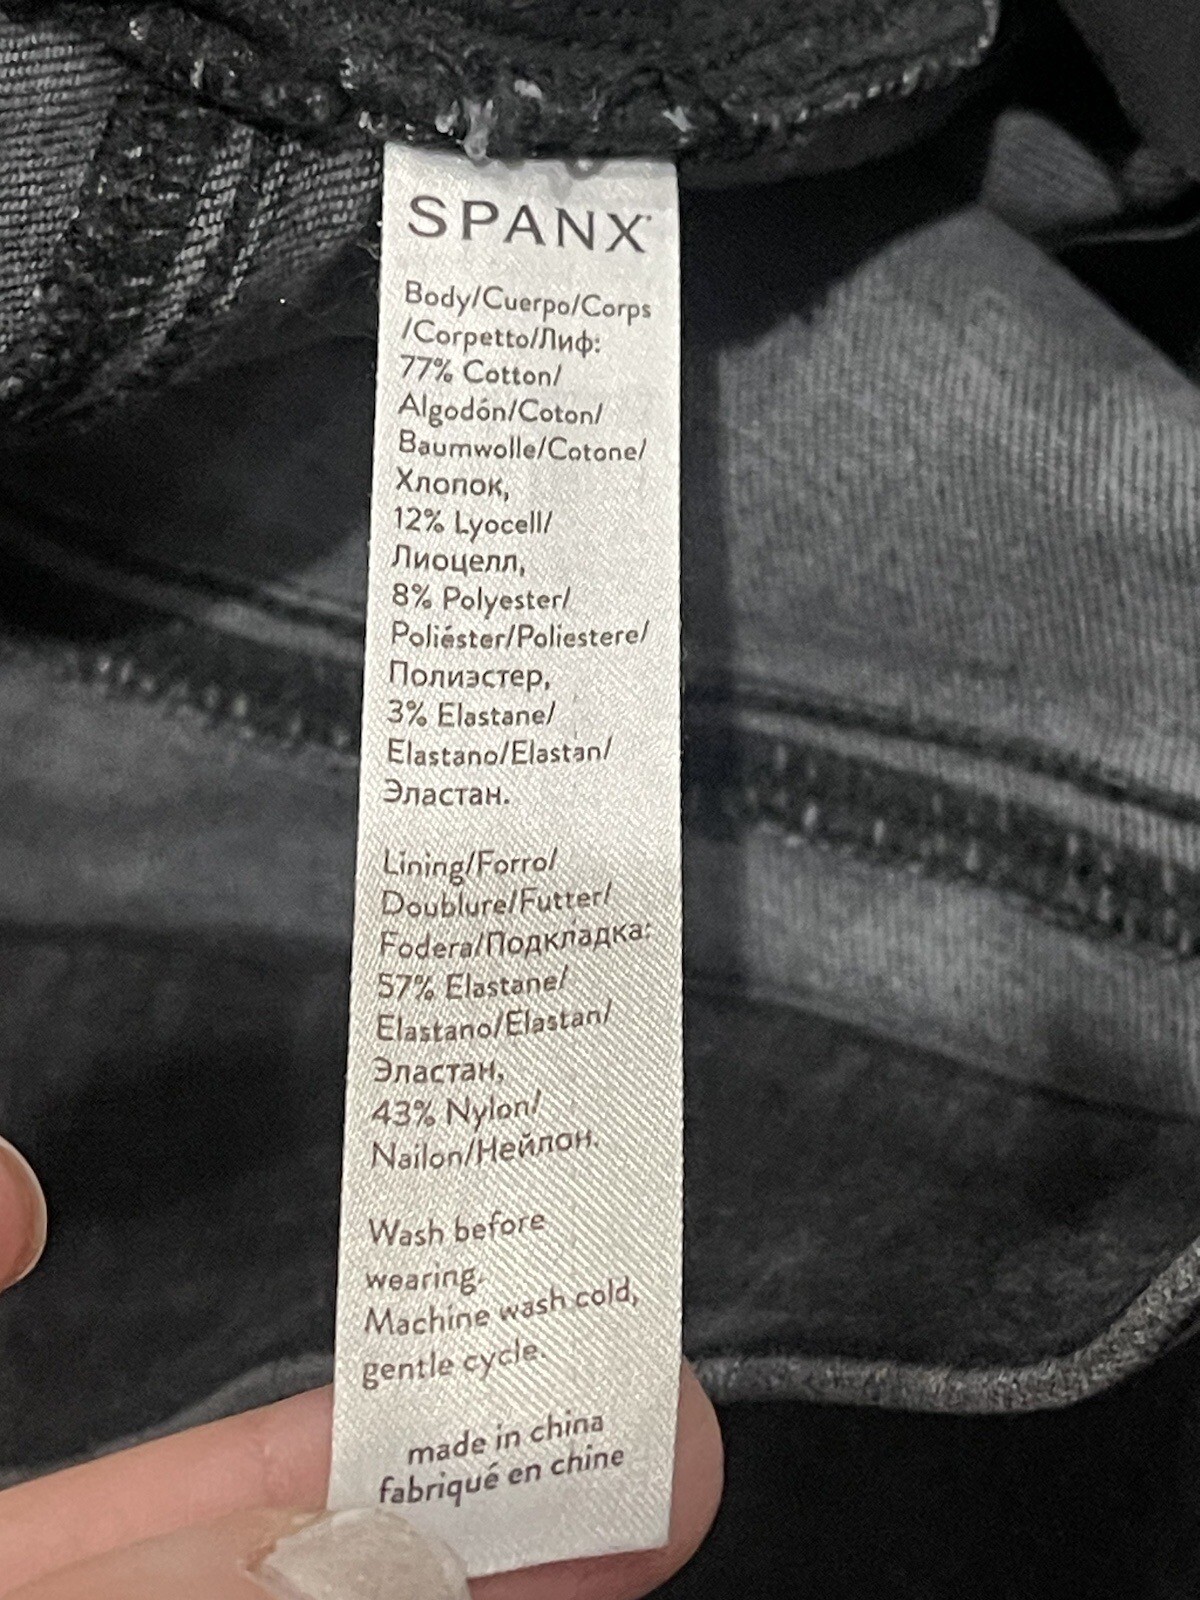 SPANX
Body/Cuerpo/Corps
/Corpetto/Лиф:
77% Cotton/
Algodón/Coton/
Baumwolle/Cotone/
Хлопок,
12% Lyocell/
Лиоцелл,
8% Polyester/
Poliéster/Poliestere/
Полиэстер,
3% Elastane/
Elastano/Elastan/
Эластан.
Lining/Forro/
Doublure/Futter/
Fodera/Подкладка:
57% Elastane/
Elastano/Elastan/
Эластан,
43% Nylon/
Nailon/Нейлон.
Wash before
wearing.
Machine wash cold,
gentle cycle.
made in china
fabriqué en chine